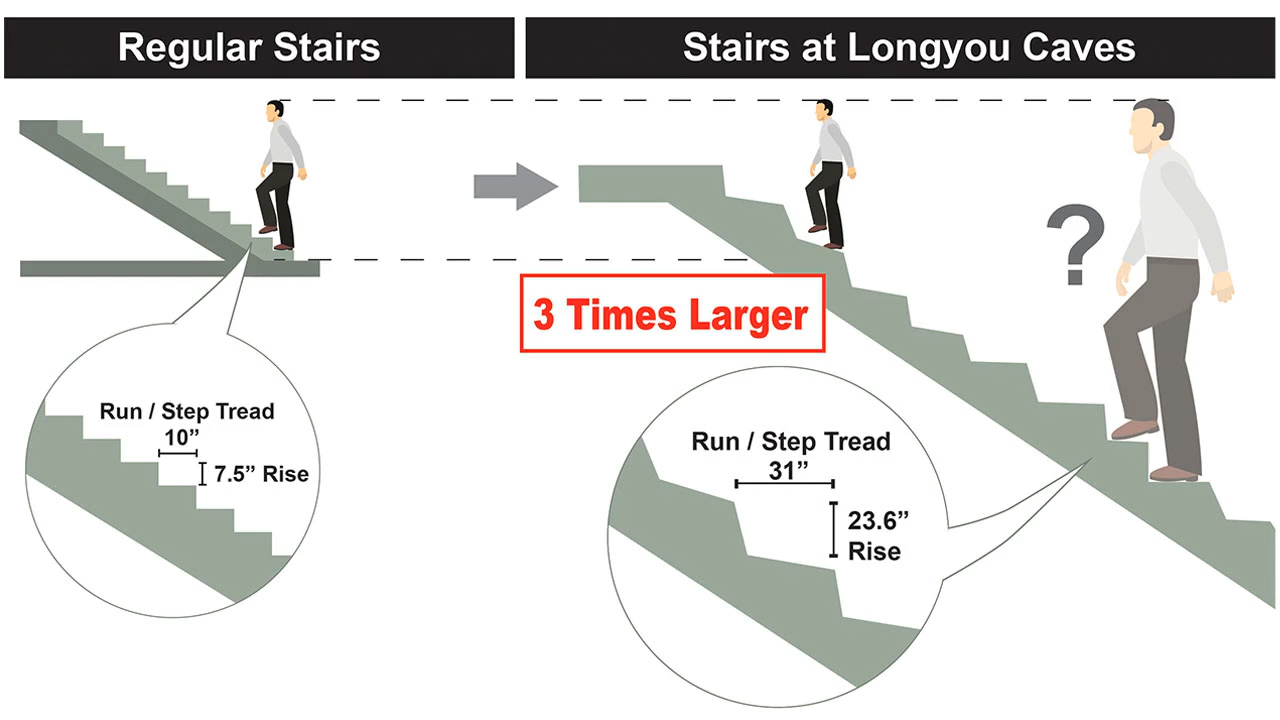 Regular Stairs
Stairs at Longyou Caves
?
3 Times Larger
Run / Step Tread
10”
7.5” Rise
Run / Step Tread
31”
23.6”
Rise